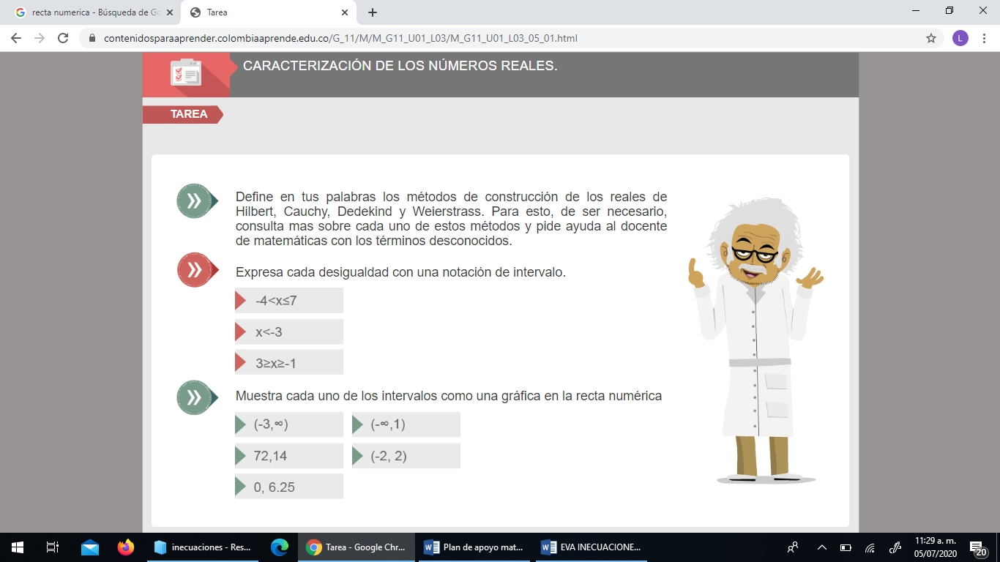 recta numerica - Búsqueda de Go
Tarea
contenidosparaaprender.colombiaaprende.edu.co/G_11/M/M_G11_U01_L03/M_G11_U01_L03_05_01.html
L
CARACTERIZACIÓN DE LOS NÚMEROS REALES.
TAREA
Define en tus palabras los métodos de construcción de los reales de
Hilbert, Cauchy, Dedekind y Weierstrass. Para esto, de ser necesario,
consulta mas sobre cada uno de estos métodos y pide ayuda al docente
de matemáticas con los términos desconocidos.
Expresa cada desigualdad con una notación de intervalo.
-4<x≤7
x<-3
3≥x≥-1
Muestra cada uno de los intervalos como una gráfica en la recta numérica
(-3,∞) (-∞,1)
72,14 (-2, 2)
0, 6.25
inecuaciones - Res...
Tarea - Google Chr...
Plan de apoyo mat...
EVA INECUACIONE...
11:29 a. m.
05/07/2020
20